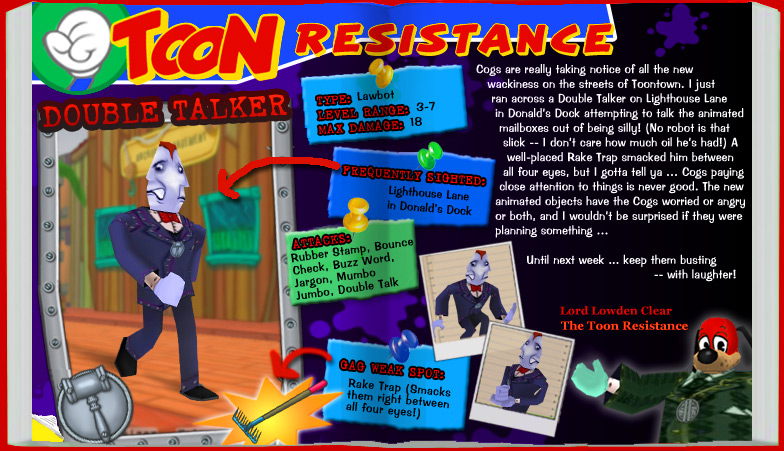 TOON RESISTANCE
DOUBLE TALKER
TYPE: Lawbot
LEVEL RANGE: 3-7
MAX DAMAGE: 18
FREQUENTLY SIGHTED:
Lighthouse Lane
in Donald's Dock
ATTACKS:
Rubber Stamp, Bounce
Check, Buzz Word,
Jargon, Mumbo
Jumbo, Double Talk
GAG WEAK SPOT:
Rake Trap (Smacks
them right between
all four eyes!)
Cogs are really taking notice of all the new
wackiness on the streets of Toontown. I just
ran across a Double Talker on Lighthouse Lane
in Donald's Dock attempting to talk the animated
mailboxes out of being silly! (No robot is that
slick -- I don't care how much oil he's had!) A
well-placed Rake Trap smacked him between
all four eyes, but I gotta tell ya ... Cogs paying
close attention to things is never good. The new
animated objects have the Cogs worried or angry
or both, and I wouldn't be surprised if they were
planning something ...
Until next week ... keep them busting
-- with laughter!
Lord Lowden Clear
The Toon Resistance